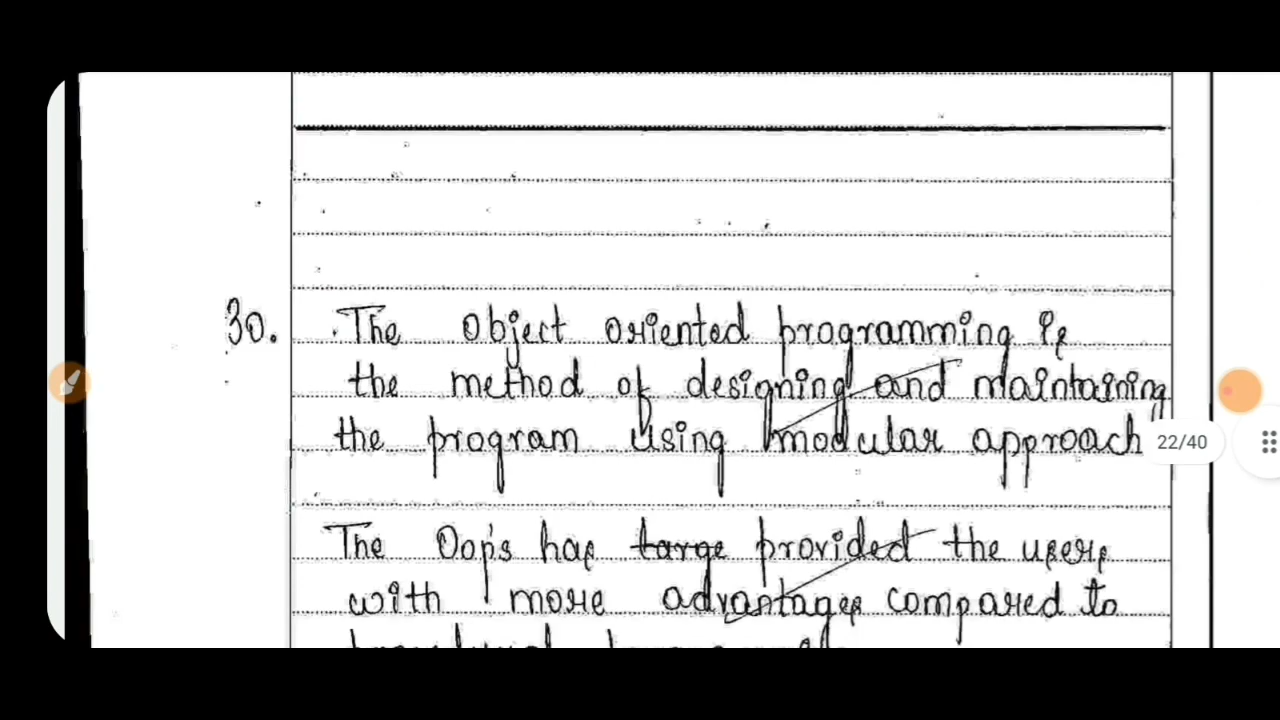 30. The object oriented programming is
the method of designing and maintaining
the program using modular approach
22/40
The Oop's has large provided the users
with more advantages compared to